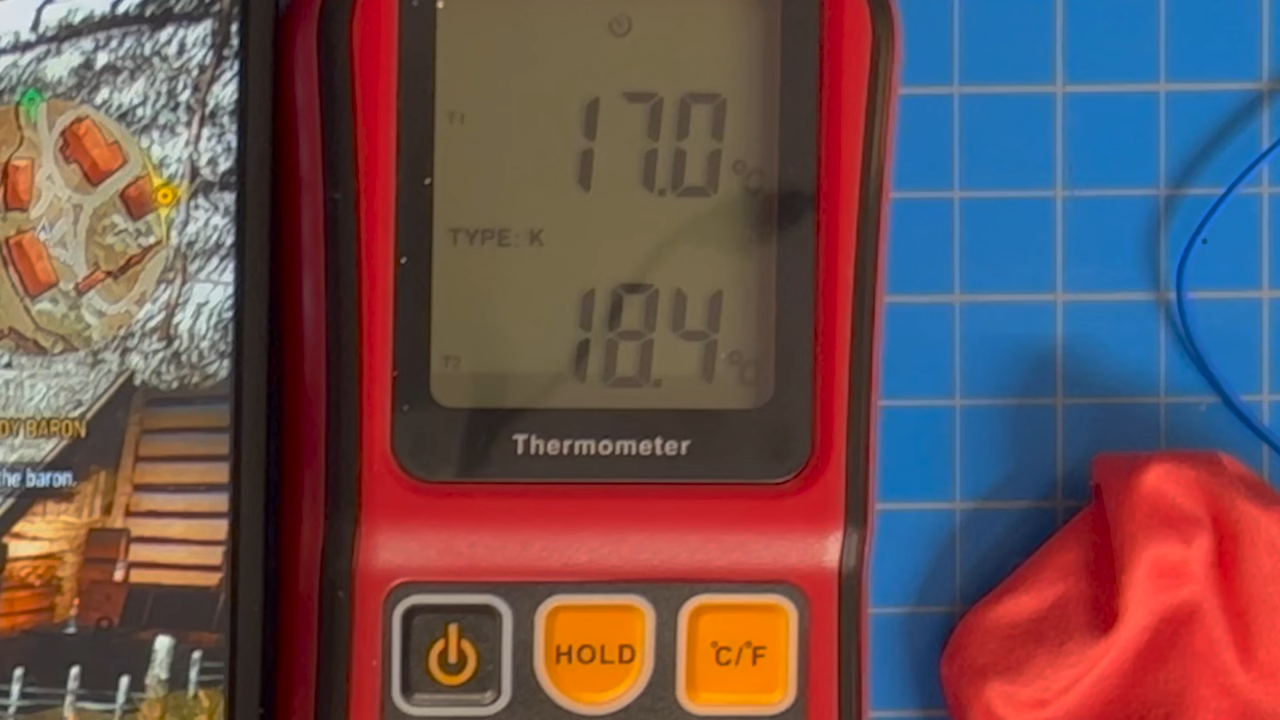 T1
17.0 °C
TYPE: K
18.4 °C
T2
Thermometer
HOLD
°C/°F
DY BARON
the baron.